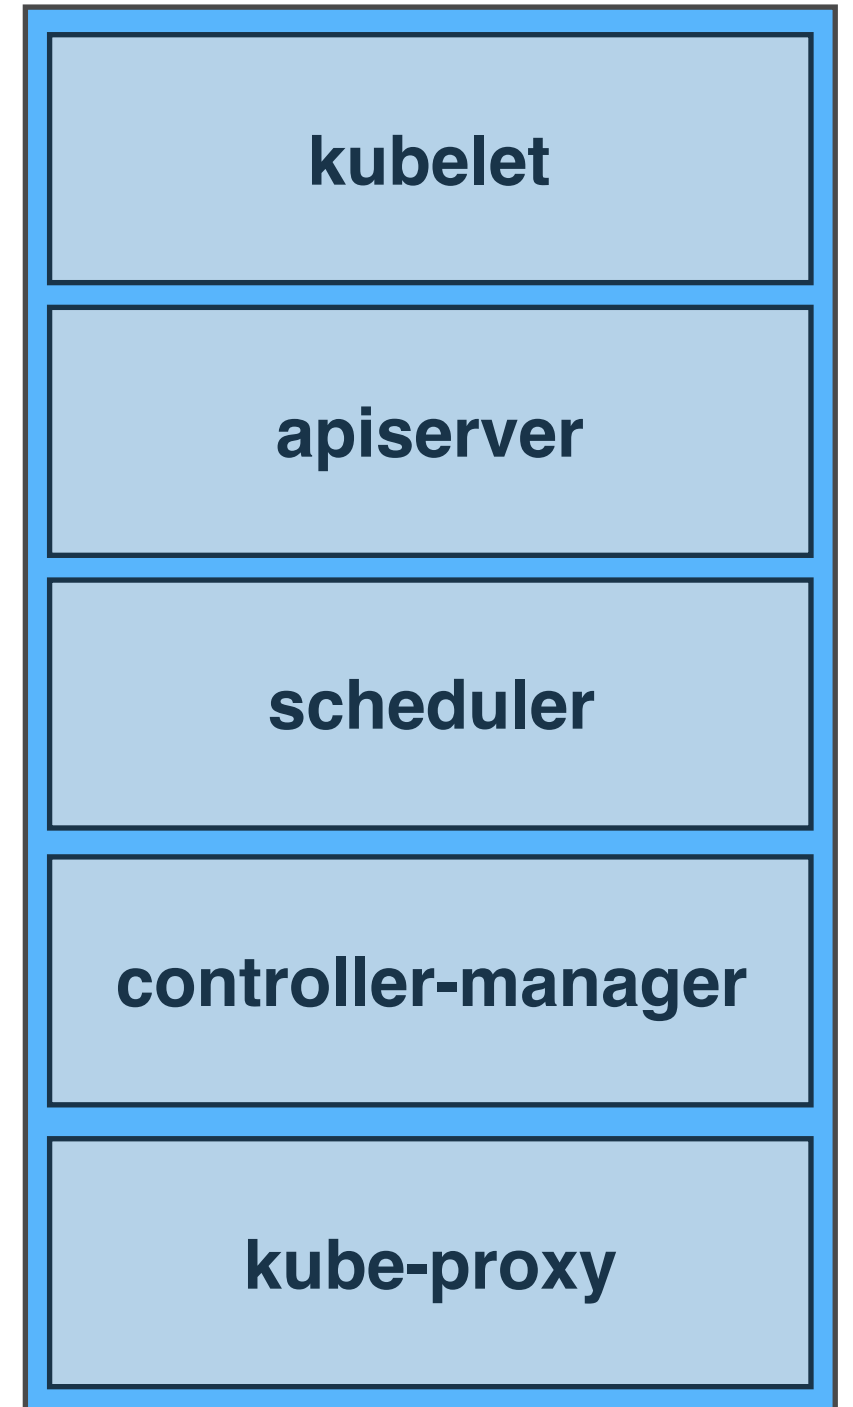 kubelet
apiserver
scheduler
controller-manager
kube-proxy